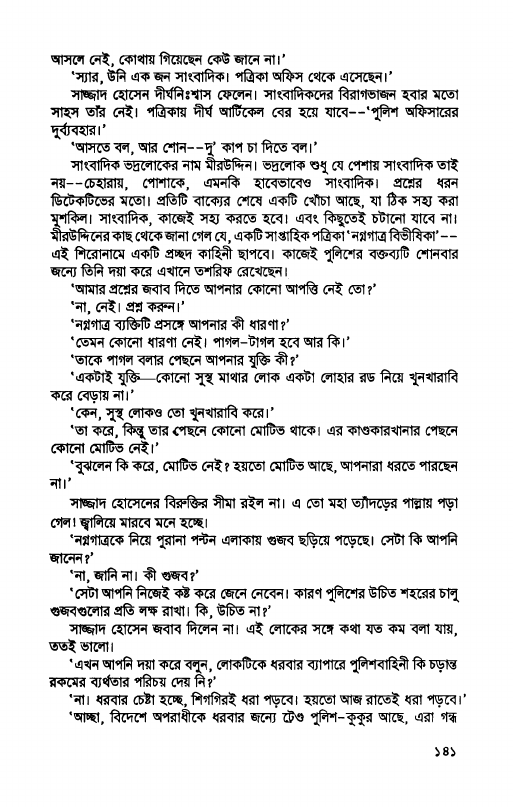 আসলে নেই, কোথায় গিয়েছেন কেউ জানে না।'
'স্যার, উনি এক জন সাংবাদিক। পত্রিকা অফিস থেকে এসেছেন।'
সাজ্জাদ হোসেন দীর্ঘনিঃশ্বাস ফেলেন। সাংবাদিকদের বিরাগভাজন হবার মতো
সাহস তাঁর নেই। পত্রিকায় দীর্ঘ আর্টিকেল বের হয়ে যাবে--'পুলিশ অফিসারের
দুর্ব্যবহার।'
'আসতে বল, আর শোন--দু' কাপ চা দিতে বল।'
সাংবাদিক ভদ্রলোকের নাম মীরউদ্দিন। ভদ্রলোক শুধু যে পেশায় সাংবাদিক তাই
নয়--চেহারায়, পোশাকে, এমনকি হাবেভাবেও সাংবাদিক। প্রশ্নের ধরন
ডিটেকটিভের মতো। প্রতিটি বাক্যের শেষে একটি খোঁচা আছে, যা ঠিক সহ্য করা
মুশকিল। সাংবাদিক, কাজেই সহ্য করতে হবে। এবং কিছুতেই চটানো যাবে না।
মীরউদ্দিনের কাছ থেকে জানা গেল যে, একটি সাপ্তাহিক পত্রিকা 'নগ্নগাত্র বিভীষিকা'--
এই শিরোনামে একটি প্রচ্ছদ কাহিনী ছাপবে। কাজেই পুলিশের বক্তব্যটি শোনবার
জন্যে তিনি দয়া করে এখানে তশরিফ রেখেছেন।
'আমার প্রশ্নের জবাব দিতে আপনার কোনো আপত্তি নেই তো?'
'না, নেই। প্রশ্ন করুন।'
'নগ্নগাত্র ব্যক্তিটি প্রসঙ্গে আপনার কী ধারণা?'
'তেমন কোনো ধারণা নেই। পাগল-টাগল হবে আর কি।'
'তাকে পাগল বলার পেছনে আপনার যুক্তি কী?'
'একটাই যুক্তি—কোনো সুস্থ মাথার লোক একটা লোহার রড নিয়ে খুনখারাবি
করে বেড়ায় না।'
'কেন, সুস্থ লোকও তো খুনখারাবি করে।'
'তা করে, কিন্তু তার পেছনে কোনো মোটিভ থাকে। এর কাণ্ডকারখানার পেছনে
কোনো মোটিভ নেই।'
'বুঝলেন কি করে, মোটিভ নেই? হয়তো মোটিভ আছে, আপনারা ধরতে পারছেন
না।'
সাজ্জাদ হোসেনের বিরক্তির সীমা রইল না। এ তো মহা ত্যাঁদড়ের পাল্লায় পড়া
গেল! জ্বালিয়ে মারবে মনে হচ্ছে।
'নগ্নগাত্রকে নিয়ে পুরানা পল্টন এলাকায় গুজব ছড়িয়ে পড়েছে। সেটা কি আপনি
জানেন?'
'না, জানি না। কী গুজব?'
'সেটা আপনি নিজেই কষ্ট করে জেনে নেবেন। কারণ পুলিশের উচিত শহরের চালু
গুজবগুলোর প্রতি লক্ষ রাখা। কি, উচিত না?'
সাজ্জাদ হোসেন জবাব দিলেন না। এই লোকের সঙ্গে কথা যত কম বলা যায়,
ততই ভালো।
'এখন আপনি দয়া করে বলুন, লোকটিকে ধরবার ব্যাপারে পুলিশবাহিনী কি চূড়ান্ত
রকমের ব্যর্থতার পরিচয় দেয় নি?'
'না। ধরবার চেষ্টা হচ্ছে, শিগগিরই ধরা পড়বে। হয়তো আজ রাতেই ধরা পড়বে।'
'আচ্ছা, বিদেশে অপরাধীকে ধরবার জন্যে ট্রেণ্ড পুলিশ-কুকুর আছে, এরা গন্ধ
১৪১